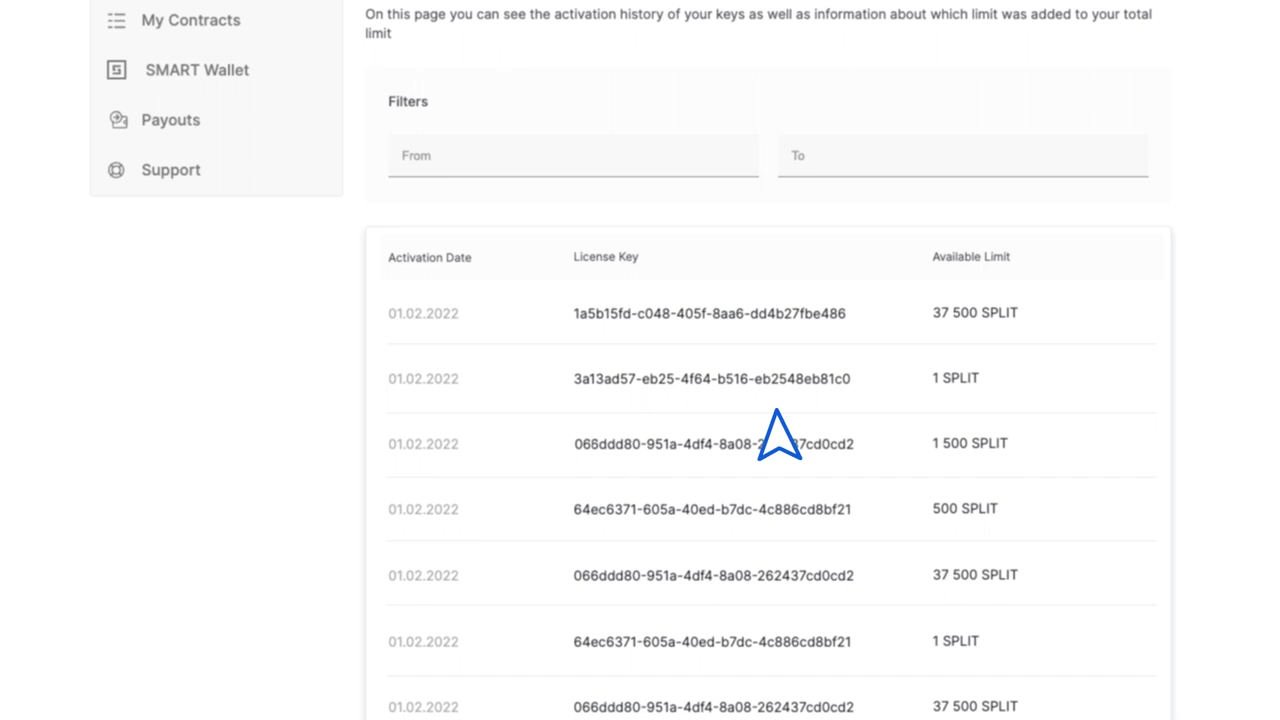 My Contracts
SMART Wallet
Payouts
Support
On this page you can see the activation history of your keys as well as information about which limit was added to your total
limit
Filters
From To
Activation Date License Key Available Limit
01.02.2022 1a5b15fd-c048-405f-8aa6-dd4b27fbe486 37 500 SPLIT
01.02.2022 3a13ad57-eb25-4f64-b516-eb2548eb81c0 1 SPLIT
01.02.2022 1 500 SPLIT
01.02.2022 64ec6371-605a-40ed-b7dc-4c886cd8bf21 500 SPLIT
01.02.2022 066ddd80-951a-4df4-8a08-262437cd0cd2 37 500 SPLIT
01.02.2022 64ec6371-605a-40ed-b7dc-4c886cd8bf21 1 SPLIT
01.02.2022 066ddd80-951a-4df4-8a08-262437cd0cd2 37 500 SPLIT